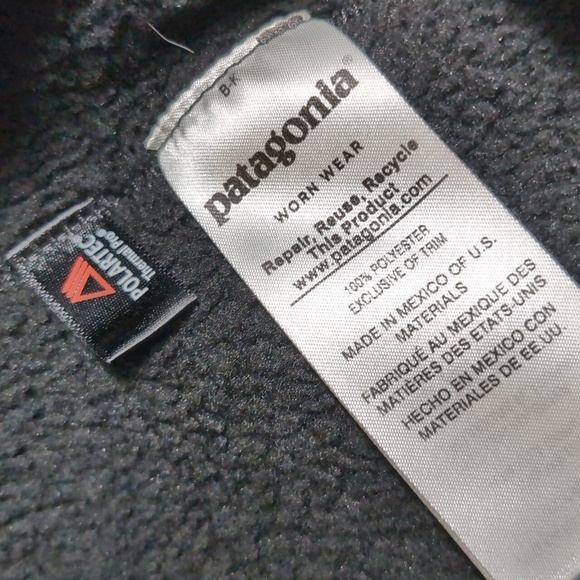 B-K
patagonia®
WORN WEAR
Repair, Reuse, Recycle
This Product
www.patagonia.com
100% POLYESTER
EXCLUSIVE OF TRIM
MADE IN MEXICO OF U.S.
MATERIALS
FABRIQUÉ AU MEXIQUE DES
MATIÈRES DES ETATS-UNIS
HECHO EN MEXICO CON
MATERIALES DE EE.UU.
POLARTEC®
Thermal Pro®